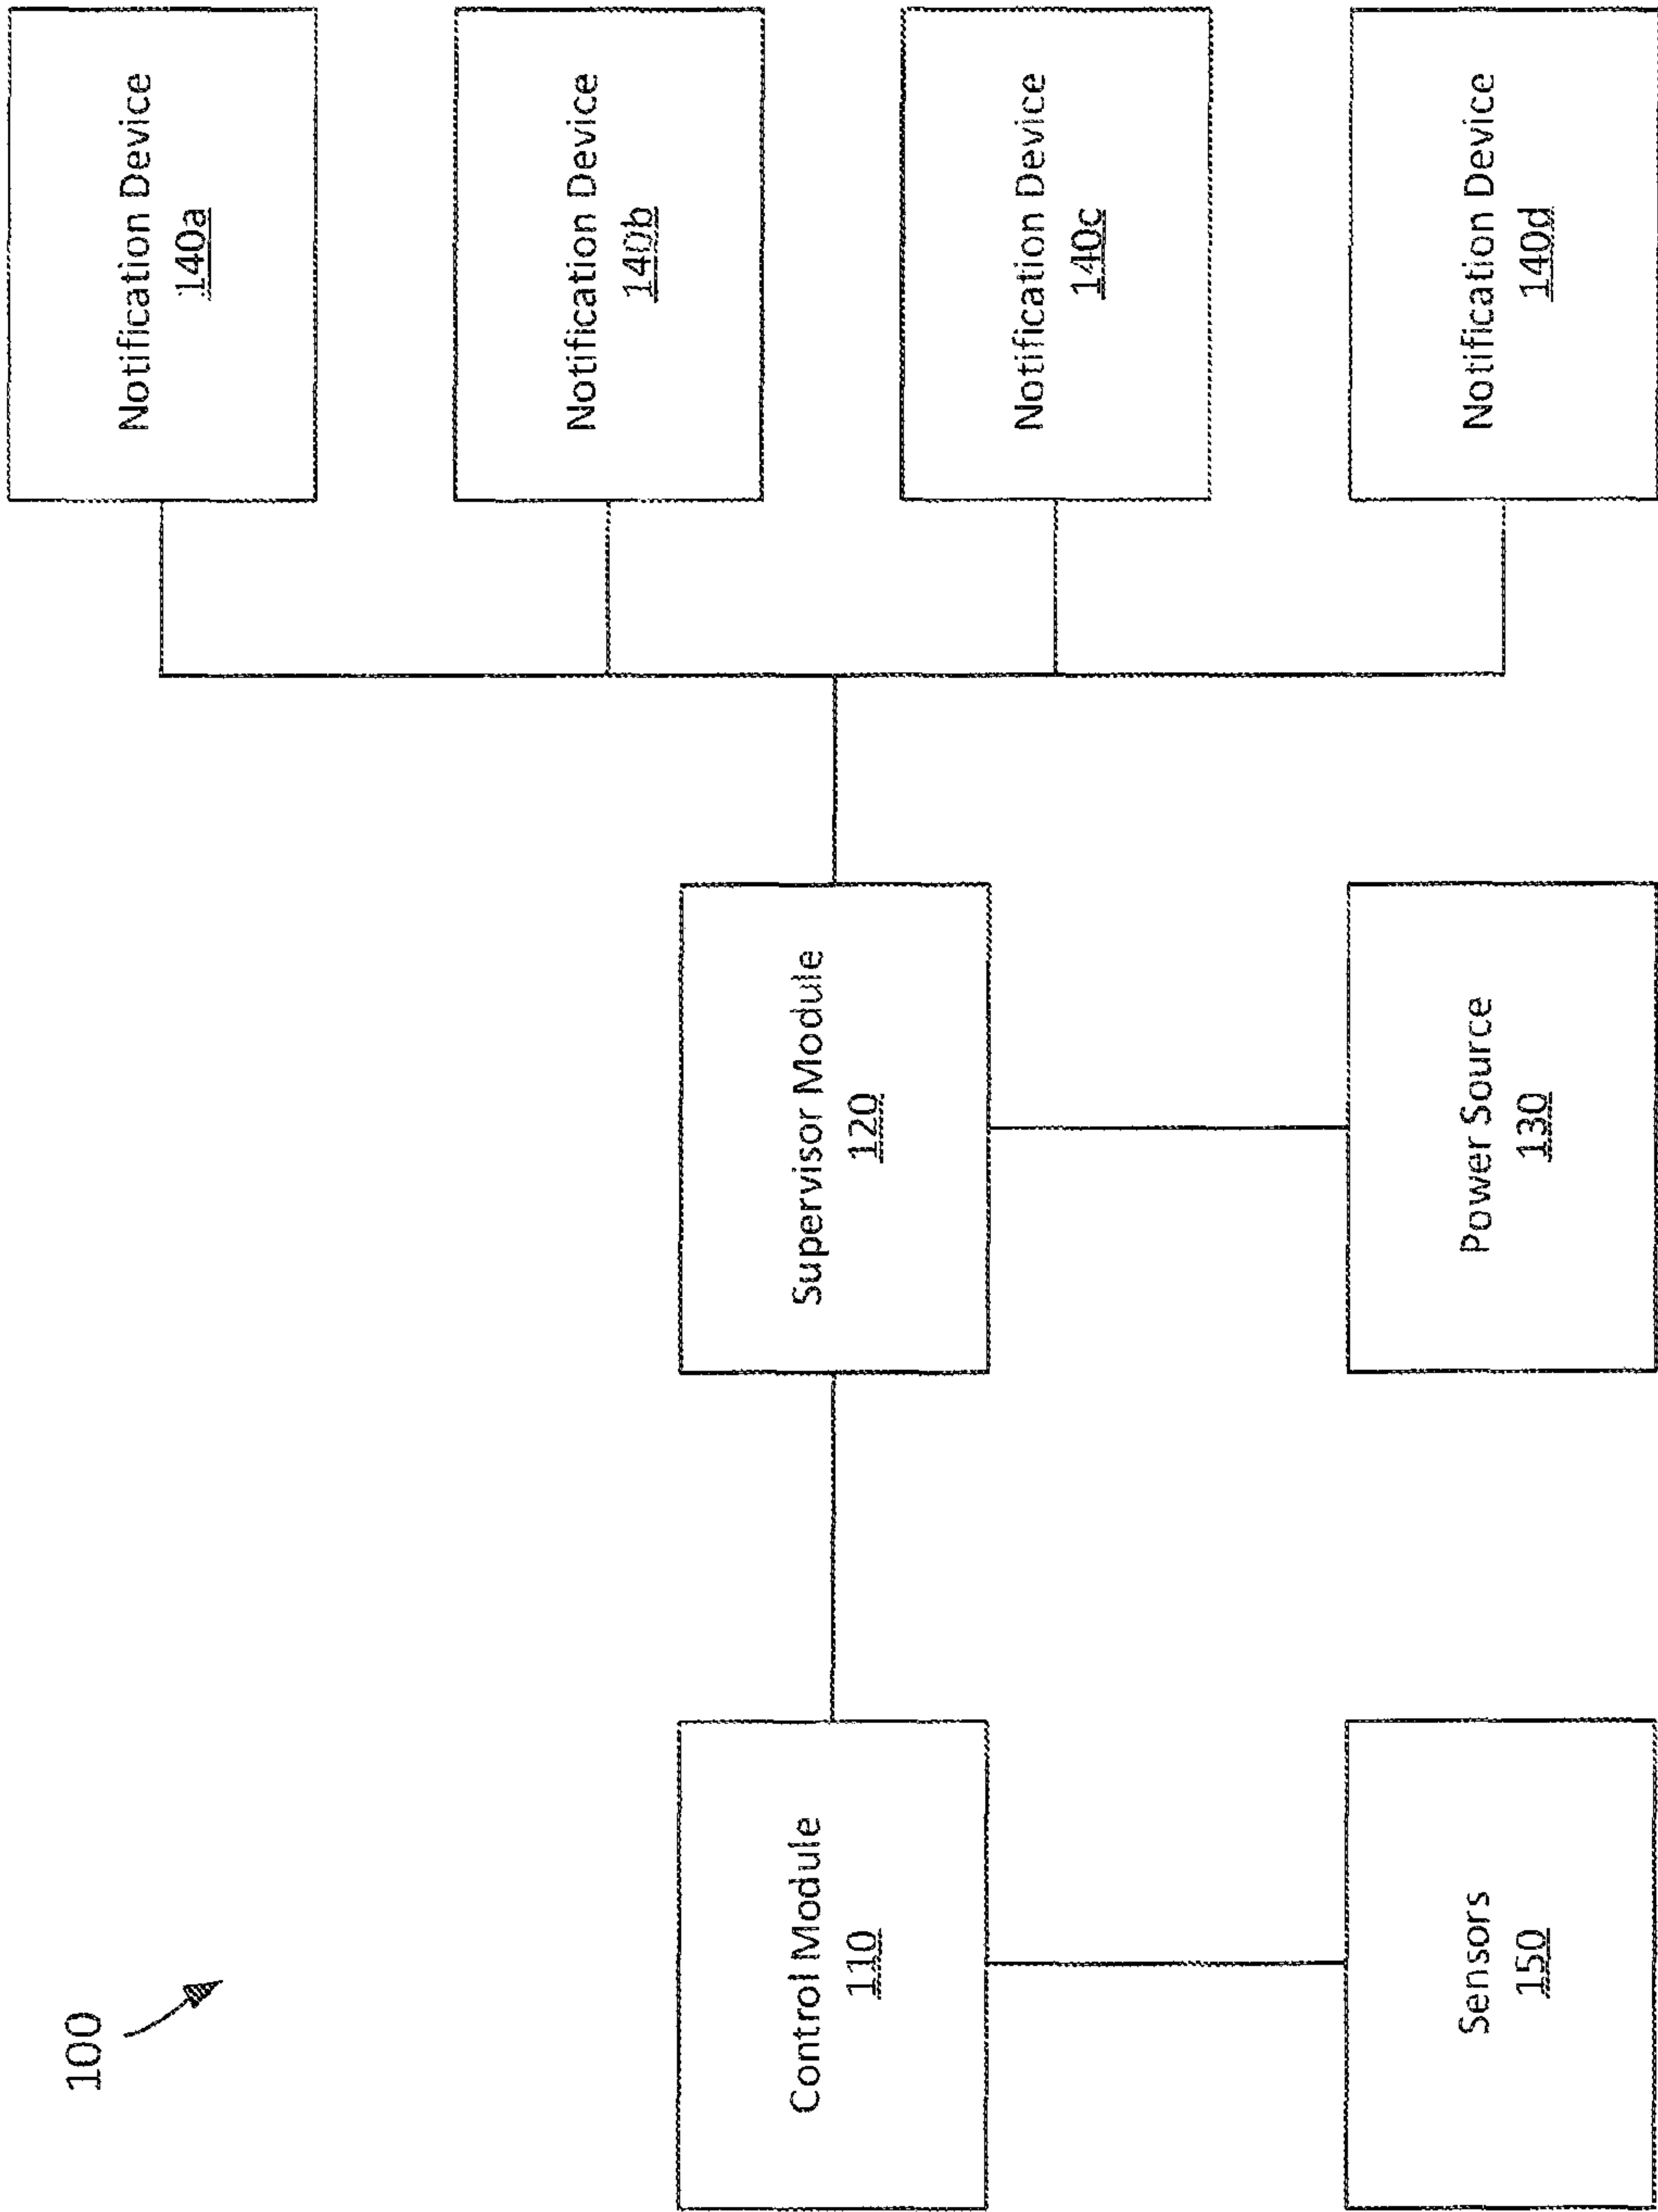 100
Notification Device
140a
Notification Device
140b
Control Module
110
Supervisor Module
120
Notification Device
140c
Sensors
150
Power Source
130
Notification Device
140d